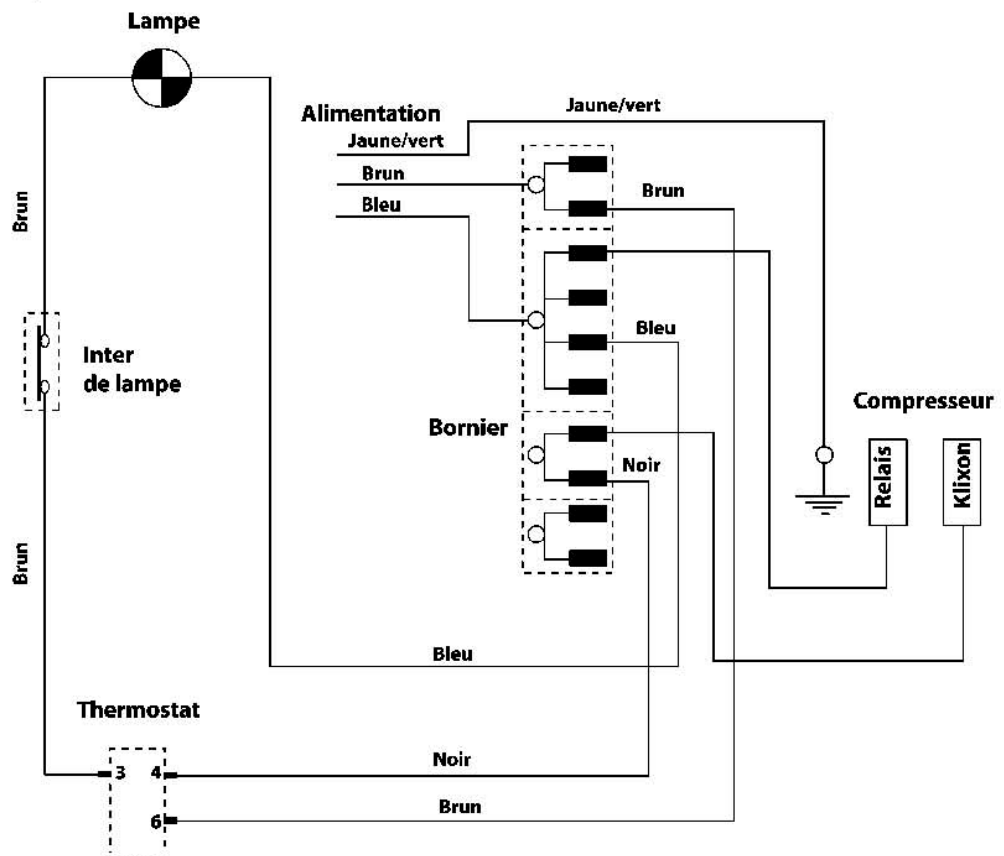 Lampe
Alimentation
Jaune/vert
Jaune/vert
Brun
Bleu
Brun
Brun
Bleu
Inter
de lampe
Compresseur
Bornier
Noir
Relais
Klixon
Brun
Bleu
Thermostat
3
4
Noir
6
Brun